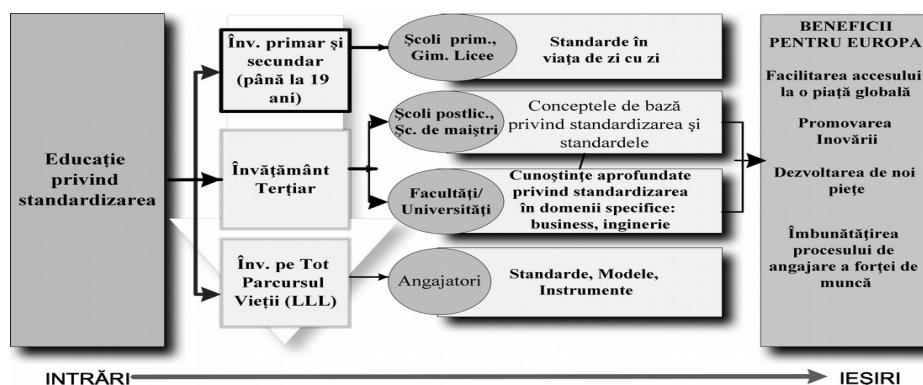 Educație
privind
standardizarea
Înv. primar și
secundar
(până la 19
ani)
Învățământ
Terțiar
Înv. pe Tot
Parcursul
Vieții (LLL)
Școli prim.,
Gim. Licee
Standarde în
viața de zi cu zi
Școli postlic.,
Șc. de maiștri
Conceptele de bază
privind standardizarea și
standardele
Facultăți/
Universități
Cunoștințe aprofundate
privind standardizarea
în domenii specifice:
business, inginerie
Angajatori
Standarde, Modele,
Instrumente
BENEFICII
PENTRU EUROPA
Facilitarea accesului
la o piață globală
Promovarea
Inovării
Dezvoltarea de noi
piețe
Îmbunătățirea
procesului de
angajare a forței de
muncă
INTRĂRI
IESIRI